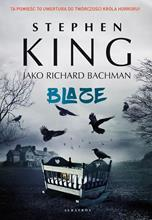 TA POWIEŚĆ TO UWERTURA DO TWÓRCZOŚCI KRÓLA HORRORU!
STEPHEN
KING
JAKO RICHARD BACHMAN
BLAZE
ALBATROS